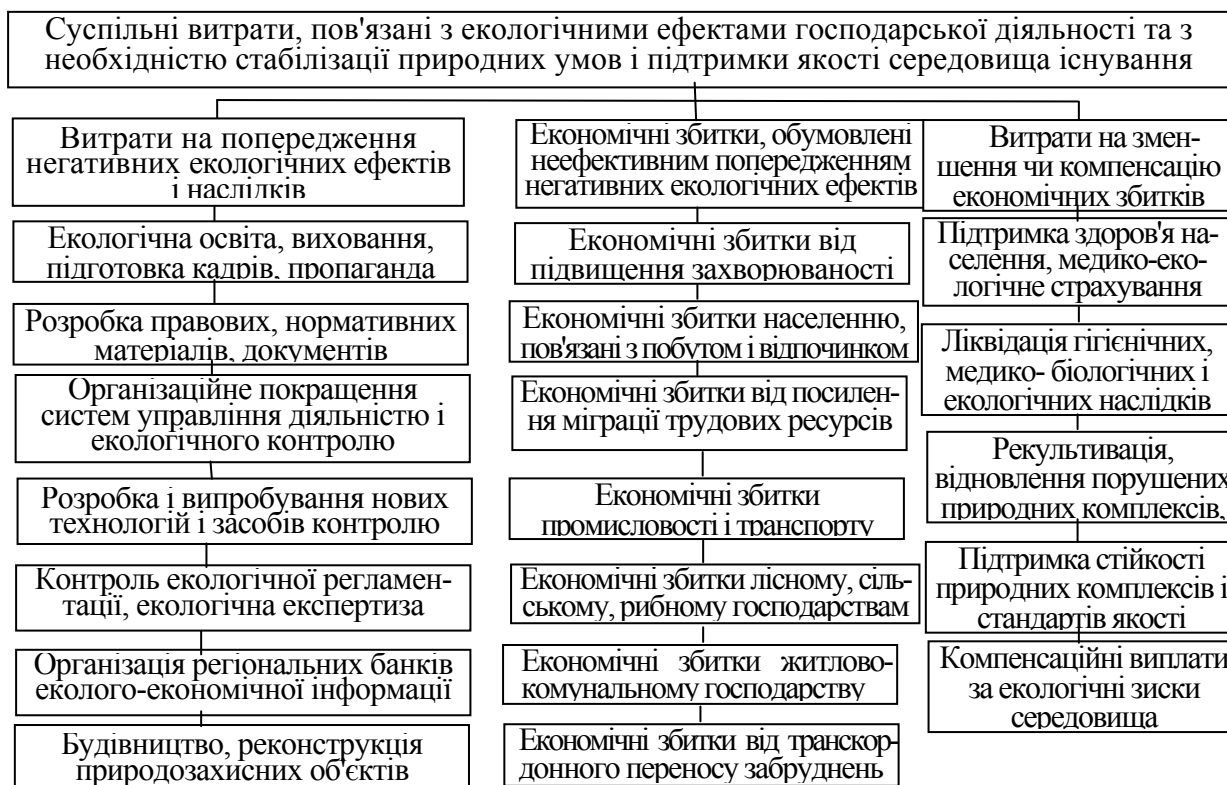 Суспільні витрати, пов'язані з екологічними ефектами господарської діяльності та з
необхідністю стабілізації природних умов і підтримки якості середовища існування
Витрати на попередження
негативних екологічних ефектів
і наслідків
Екологічна освіта, виховання,
підготовка кадрів, пропаганда
Розробка правових, нормативних
матеріалів, документів
Організаційне покращення
систем управління діяльністю і
екологічного контролю
Розробка і випробування нових
технологій і засобів контролю
Контроль екологічної регламен-
тації, екологічна експертиза
Організація регіональних банків
еколого-економічної інформації
Будівництво, реконструкція
природозахисних об'єктів
Економічні збитки, обумовлені
неефективним попередженням
негативних екологічних ефектів
Економічні збитки від
підвищення захворюваності
Економічні збитки населенню,
пов'язані з побутом і відпочинком
Економічні збитки від посилен-
ня міграції трудових ресурсів
Економічні збитки
промисловості і транспорту
Економічні збитки лісному, сіль-
ському, рибному господарствам
Економічні збитки житлово-
комунальному господарству
Економічні збитки від транскор-
донного переносу забруднень
Витрати на змен-
шення чи компенсацію
економічних збитків
Підтримка здоров'я на-
селення, медико-еко-
логічне страхування
Ліквідація гігієнічних,
медико- біологічних і
екологічних наслідків
Рекультивація,
відновлення порушених
природних комплексів,
Підтримка стійкості
природних комплексів і
стандартів якості
Компенсаційні виплати
за екологічні зиски
середовища